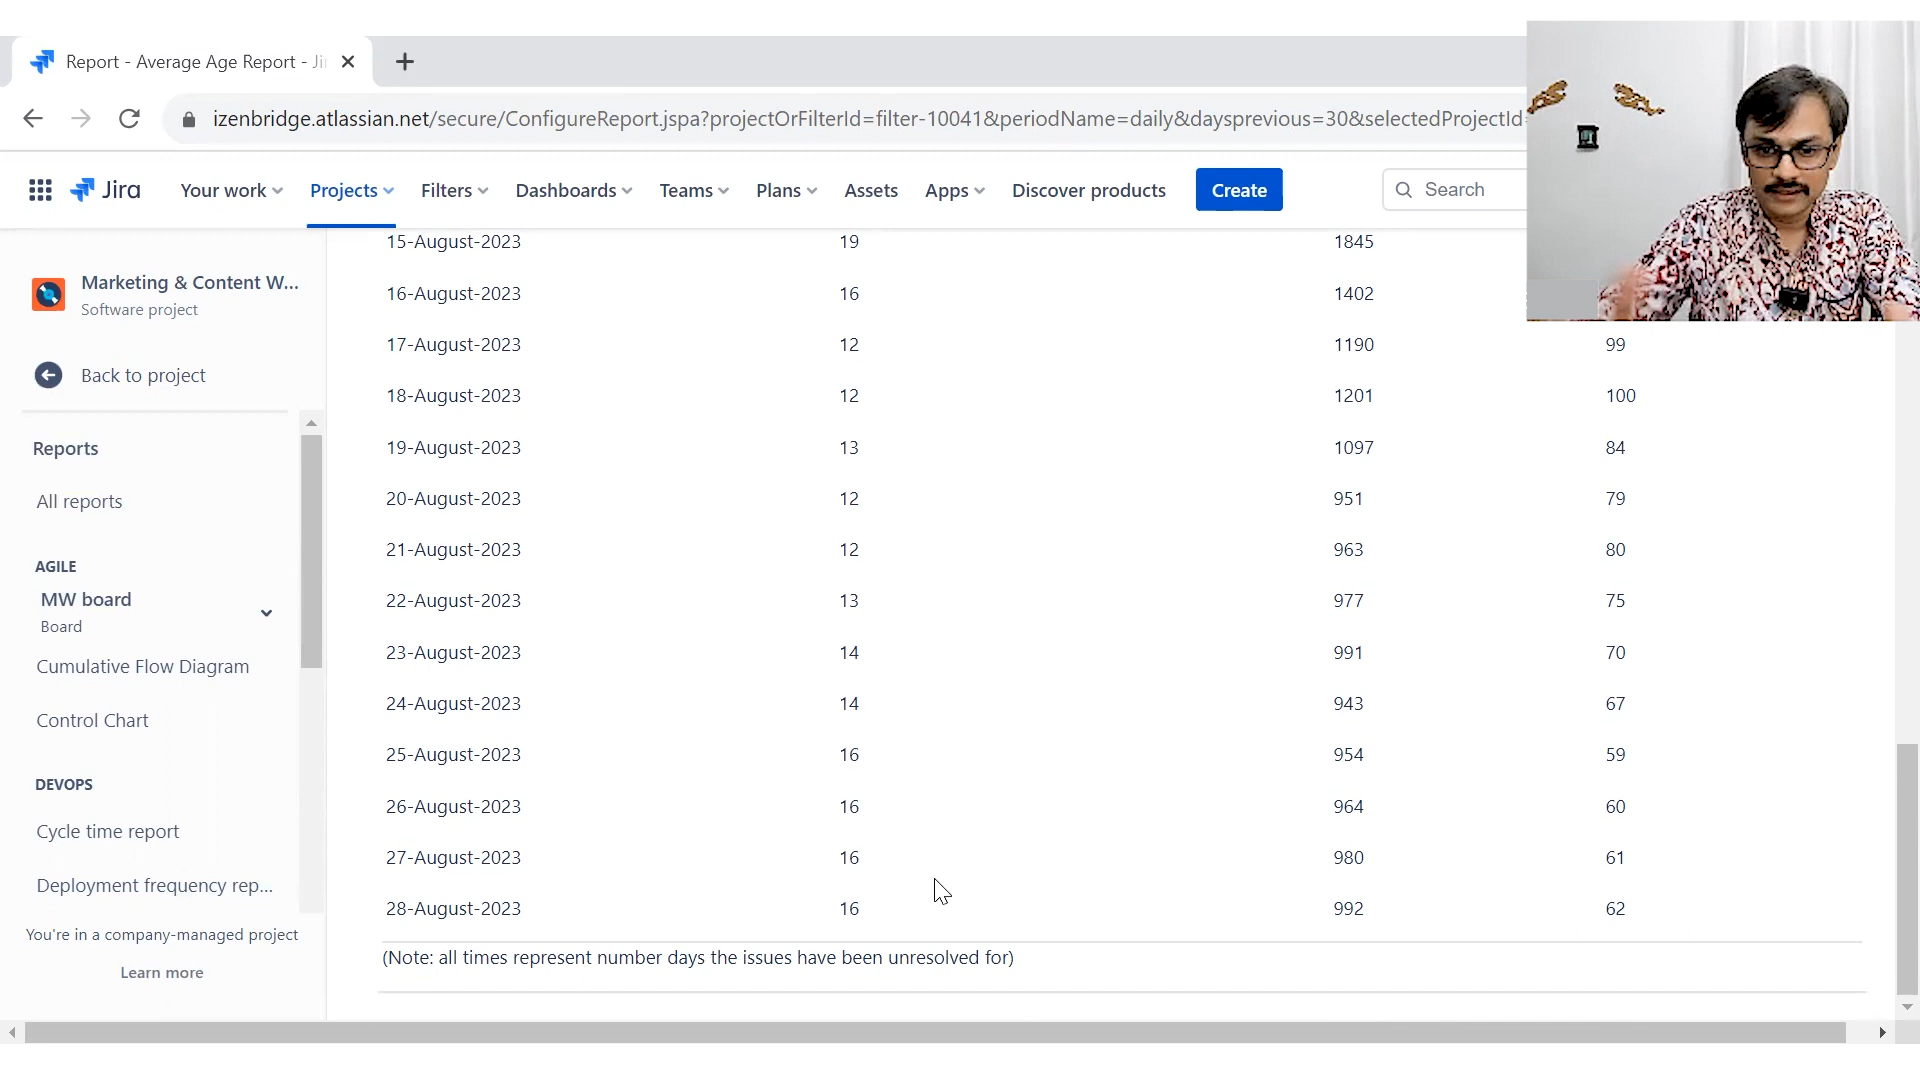 Report - Average Age Report - Ji
izenbridge.atlassian.net/secure/ConfigureReport.jspa?projectOrFilterId=filter-10041&periodName=daily&daysprevious=30&selectedProjectId=
Jira
Your work
Projects
Filters
Dashboards
Teams
Plans
Assets
Apps
Discover products
Create
Search
Marketing & Content W...
Software project
Back to project
Reports
All reports
AGILE
MW board
Board
Cumulative Flow Diagram
Control Chart
DEVOPS
Cycle time report
Deployment frequency rep...
You're in a company-managed project
Learn more
15-August-2023 19 1845
16-August-2023 16 1402
17-August-2023 12 1190 99
18-August-2023 12 1201 100
19-August-2023 13 1097 84
20-August-2023 12 951 79
21-August-2023 12 963 80
22-August-2023 13 977 75
23-August-2023 14 991 70
24-August-2023 14 943 67
25-August-2023 16 954 59
26-August-2023 16 964 60
27-August-2023 16 980 61
28-August-2023 16 992 62
(Note: all times represent number days the issues have been unresolved for)